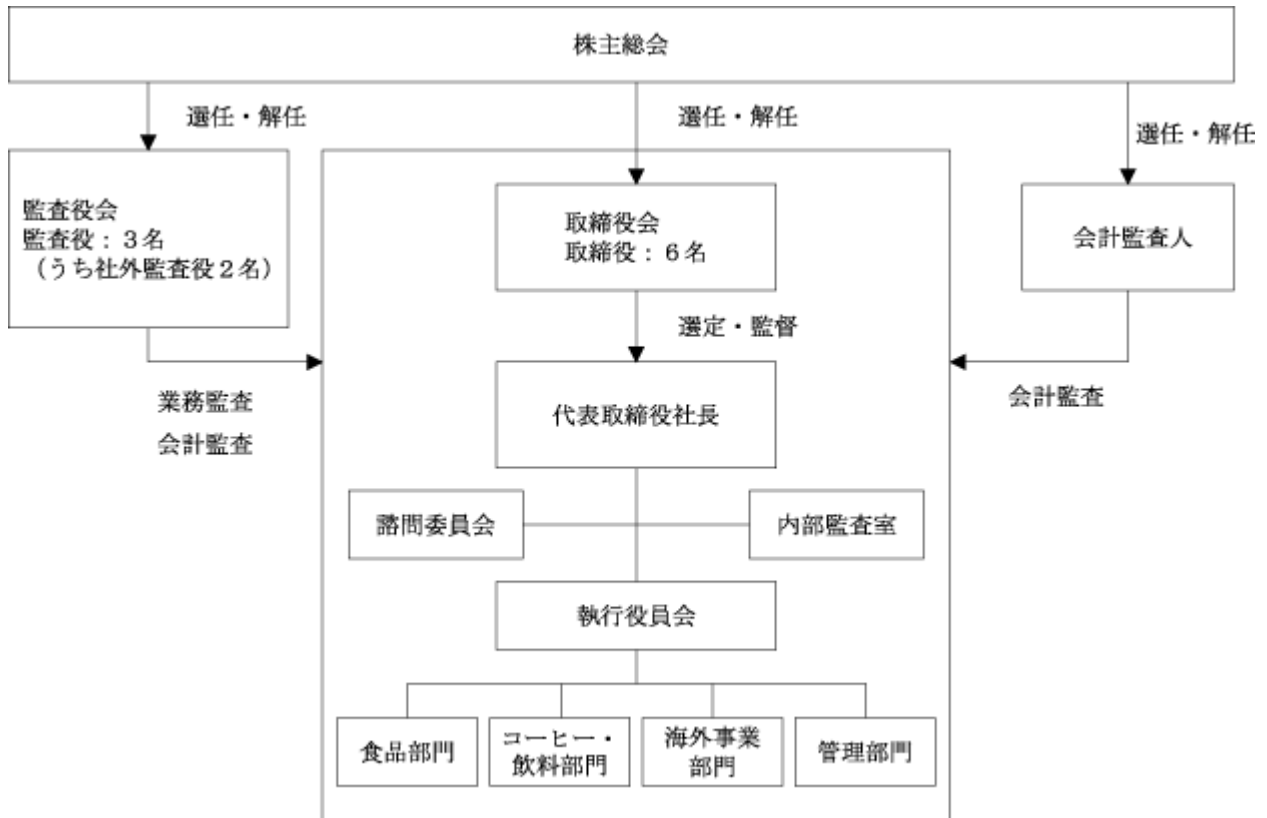 株主総会
選任・解任
選任・解任
選任・解任
監査役会
監査役：３名
（うち社外監査役２名）
取締役会
取締役：６名
会計監査人
選定・監督
業務監査
会計監査
代表取締役社長
会計監査
諮問委員会
内部監査室
執行役員会
食品部門
コーヒー・
飲料部門
海外事業
部門
管理部門